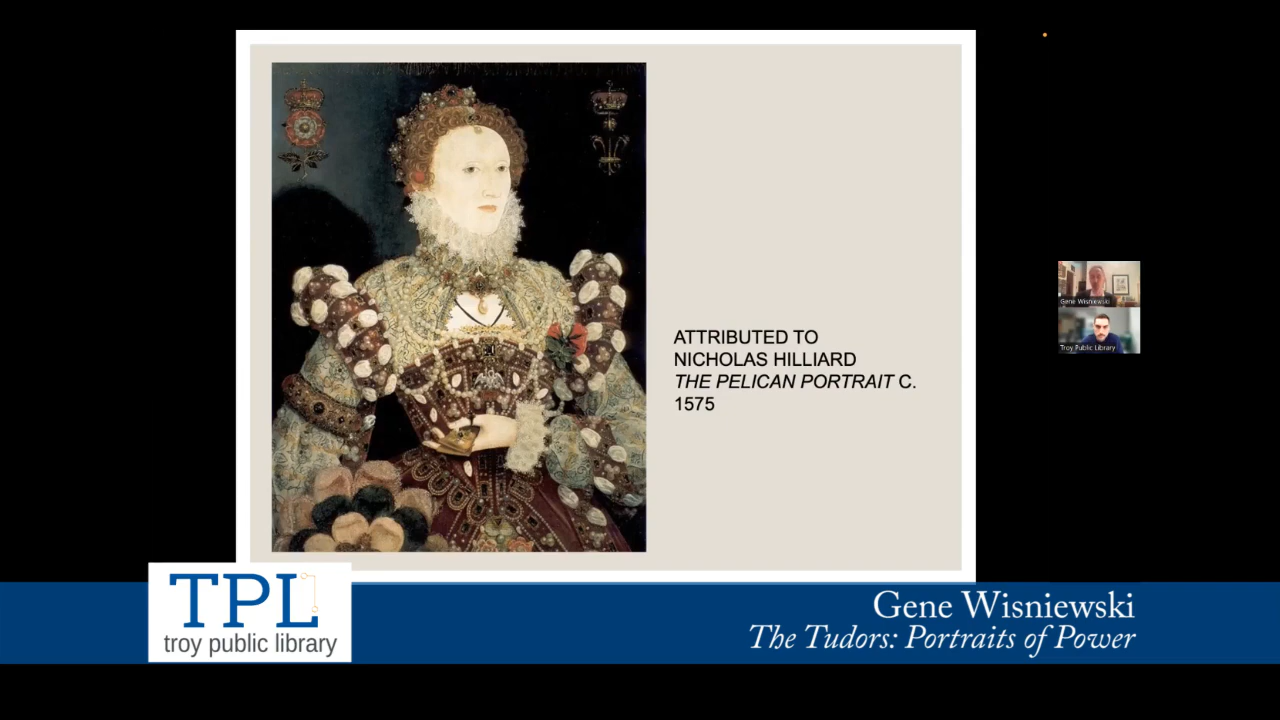 ATTRIBUTED TO
NICHOLAS HILLIARD
THE PELICAN PORTRAIT C.
1575
Gene Wisniewski
Troy Public Library
TPL
troy public library
Gene Wisniewski
The Tudors: Portraits of Power